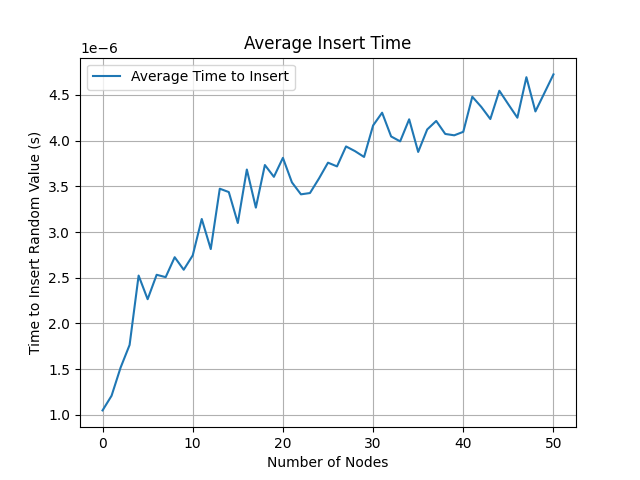 Average Insert Time
1e−6
Average Time to Insert
4.5
4.0
3.5
3.0
2.5
2.0
1.5
1.0
Time to Insert Random Value (s)
0 10 20 30 40 50
Number of Nodes